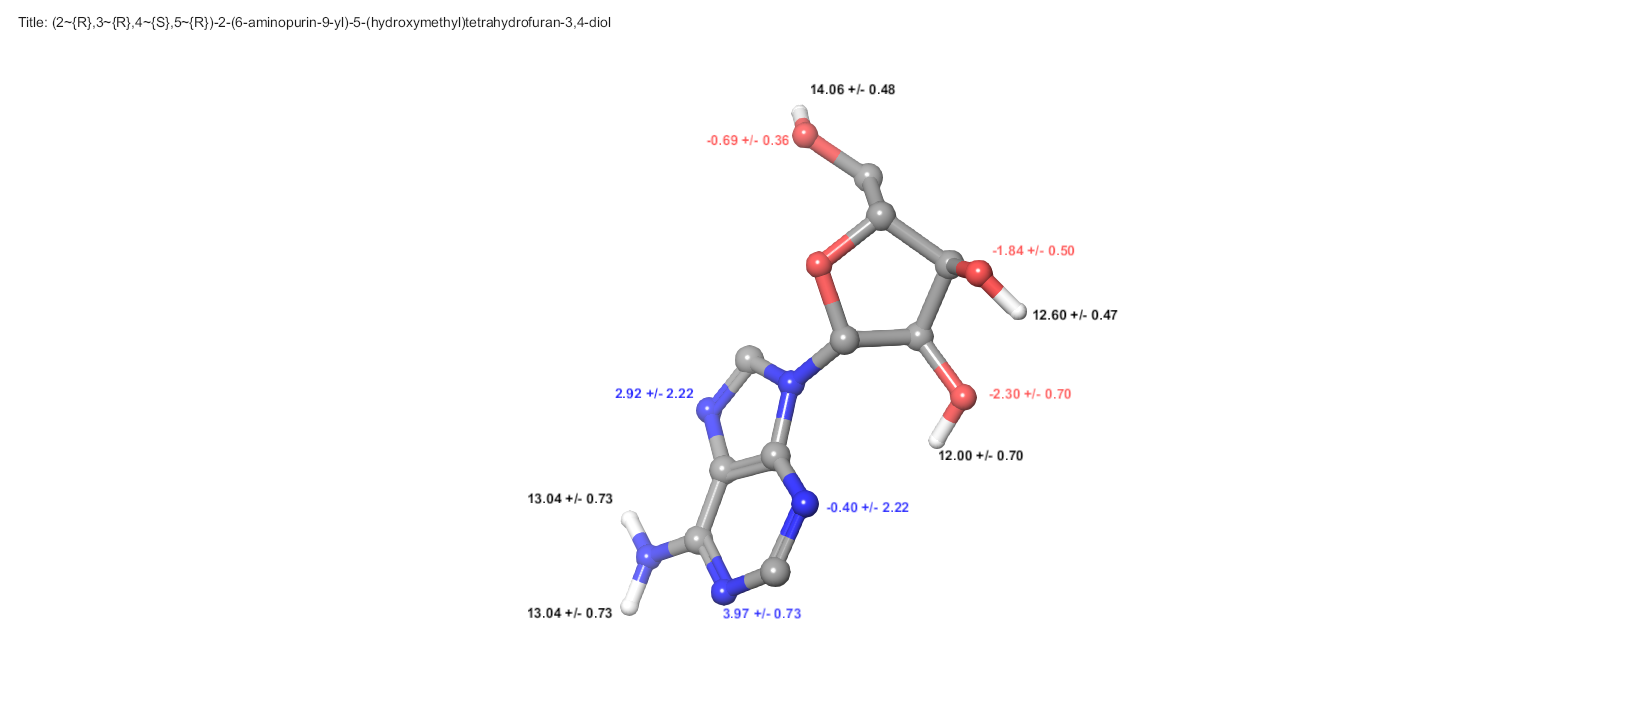 Title: (2~{R},3~{R},4~{S},5~{R})-2-(6-aminopurin-9-yl)-5-(hydroxymethyl)tetrahydrofuran-3,4-diol
14.06 +/- 0.48
-0.69 +/- 0.36
-1.84 +/- 0.50
12.60 +/- 0.47
2.92 +/- 2.22
-2.30 +/- 0.70
12.00 +/- 0.70
13.04 +/- 0.73
-0.40 +/- 2.22
13.04 +/- 0.73
3.97 +/- 0.73